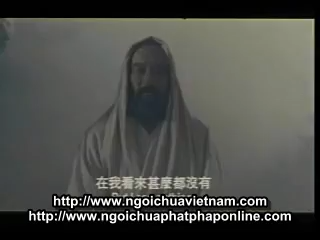 在我看來甚麼都沒有
http://www.ngoichuavietnam.com
http://www.ngoichuaphatphaponline.com